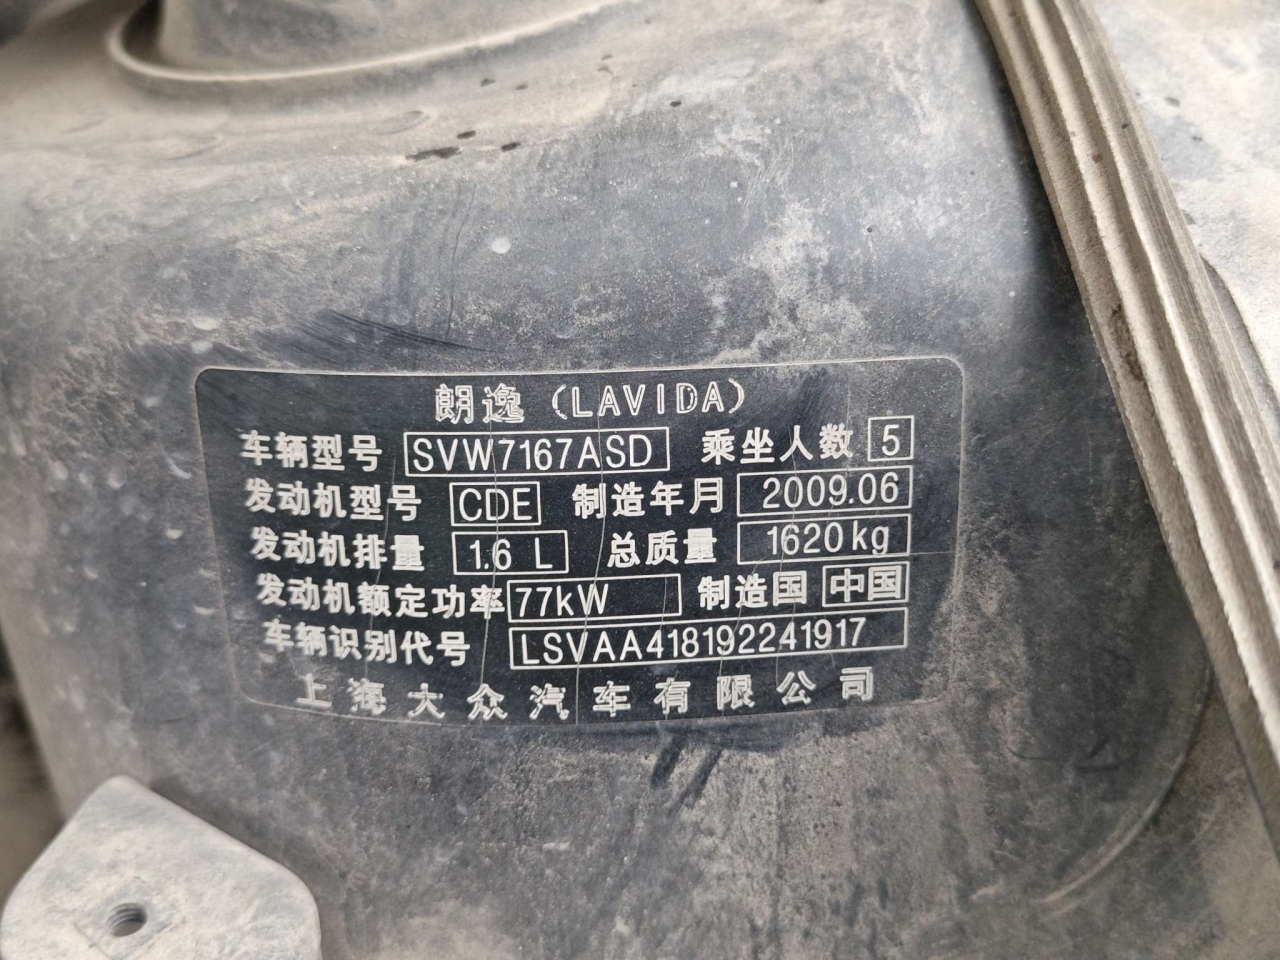 朗逸（LAVIDA）
车辆型号 SVW7167ASD 乘坐人数 5
发动机型号 CDE 制造年月 2009.06
发动机排量 1.6 L 总质量 1620kg
发动机额定功率 77kW 制造国 中国
车辆识别代号 LSVAA418192241917
上海大众汽车有限公司